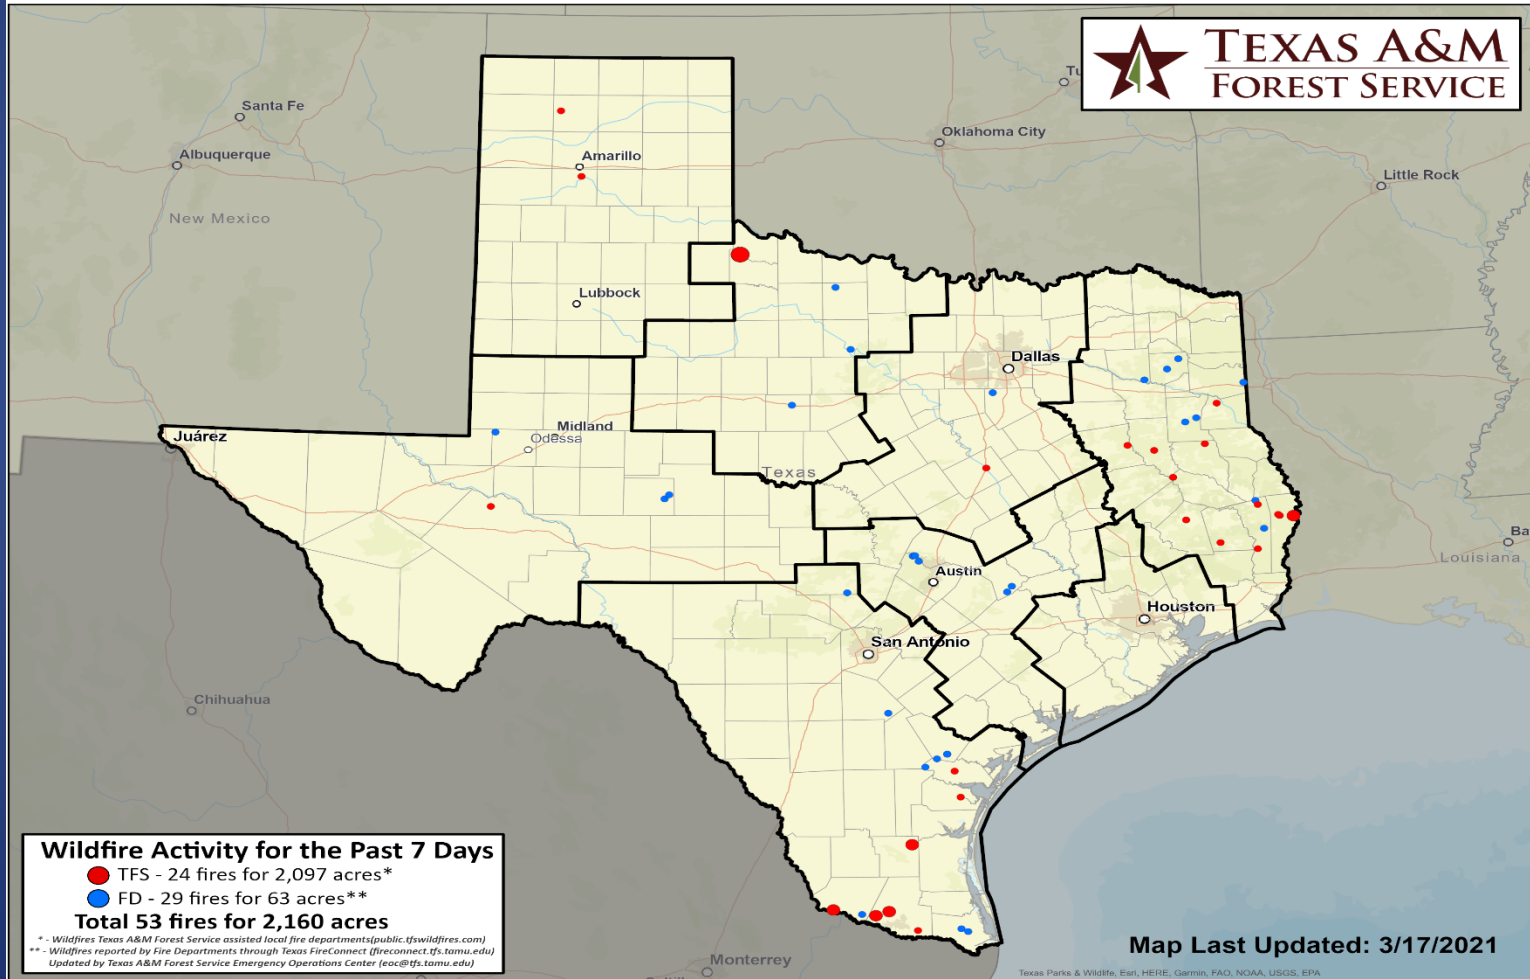 TEXAS A&M
FOREST SERVICE
Tu
Santa Fe
Oklahoma City
Albuquerque
Amarillo
Little Rock
New Mexico
Lubbock
Dallas
Midland
Juárez
Odessa
Texas
Ba
Louisiana
Austin
Houston
San Antonio
Chihuahua
Wildfire Activity for the Past 7 Days
TFS - 24 fires for 2,097 acres*
FD - 29 fires for 63 acres**
Total 53 fires for 2,160 acres
* - Wildfires Texas A&M Forest Service assisted local fire departments(public.tfswildfires.com)
** - Wildfires reported by Fire Departments through Texas FireConnect (fireconnect.tfs.tamu.edu)
Updated by Texas A&M Forest Service Emergency Operations Center (eoc@tfs.tamu.edu)
Map Last Updated: 3/17/2021
Monterrey
Texas Parks & Wildlife, Esri, HERE, Garmin, FAO, NOAA, USGS, EPA